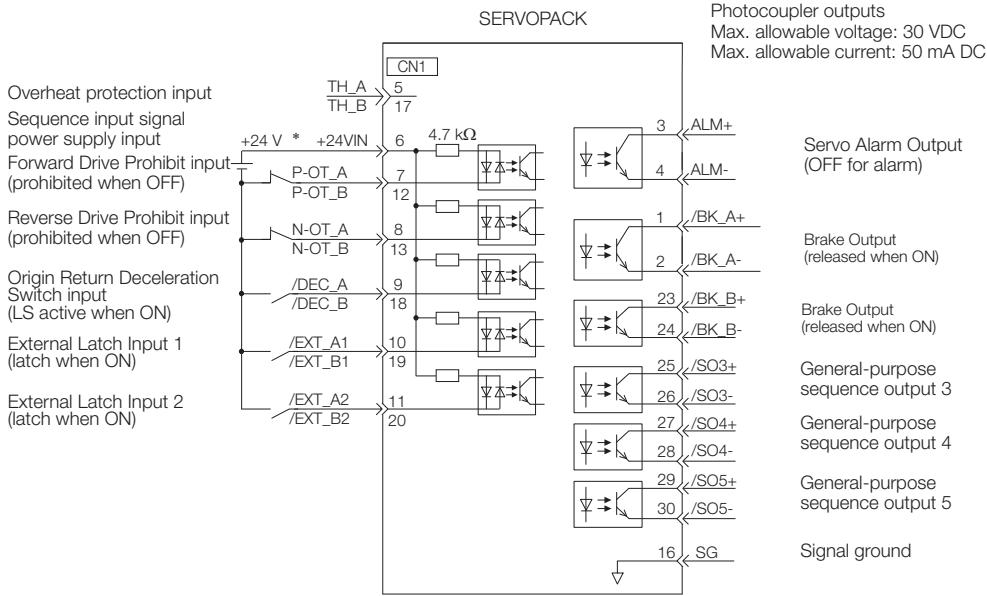 SERVOPACK
Photocoupler outputs
Max. allowable voltage: 30 VDC
Max. allowable current: 50 mA DC
CN1
Overheat protection input
TH_A 5
TH_B 17
Sequence input signal
power supply input
+24 V * +24VIN 6 4.7 kΩ
Forward Drive Prohibit input
(prohibited when OFF)
P-OT_A 7
P-OT_B 12
Reverse Drive Prohibit input
(prohibited when OFF)
N-OT_A 8
N-OT_B 13
Origin Return Deceleration
Switch input
(LS active when ON)
/DEC_A 9
/DEC_B 18
External Latch Input 1
(latch when ON)
/EXT_A1 10
/EXT_B1 19
External Latch Input 2
(latch when ON)
/EXT_A2 11
/EXT_B2 20
3 ALM+
4 ALM-
Servo Alarm Output
(OFF for alarm)
1 /BK_A+
2 /BK_A-
Brake Output
(released when ON)
23 /BK_B+
24 /BK_B-
Brake Output
(released when ON)
25 /SO3+
26 /SO3-
General-purpose
sequence output 3
27 /SO4+
28 /SO4-
General-purpose
sequence output 4
29 /SO5+
30 /SO5-
General-purpose
sequence output 5
16 SG
Signal ground